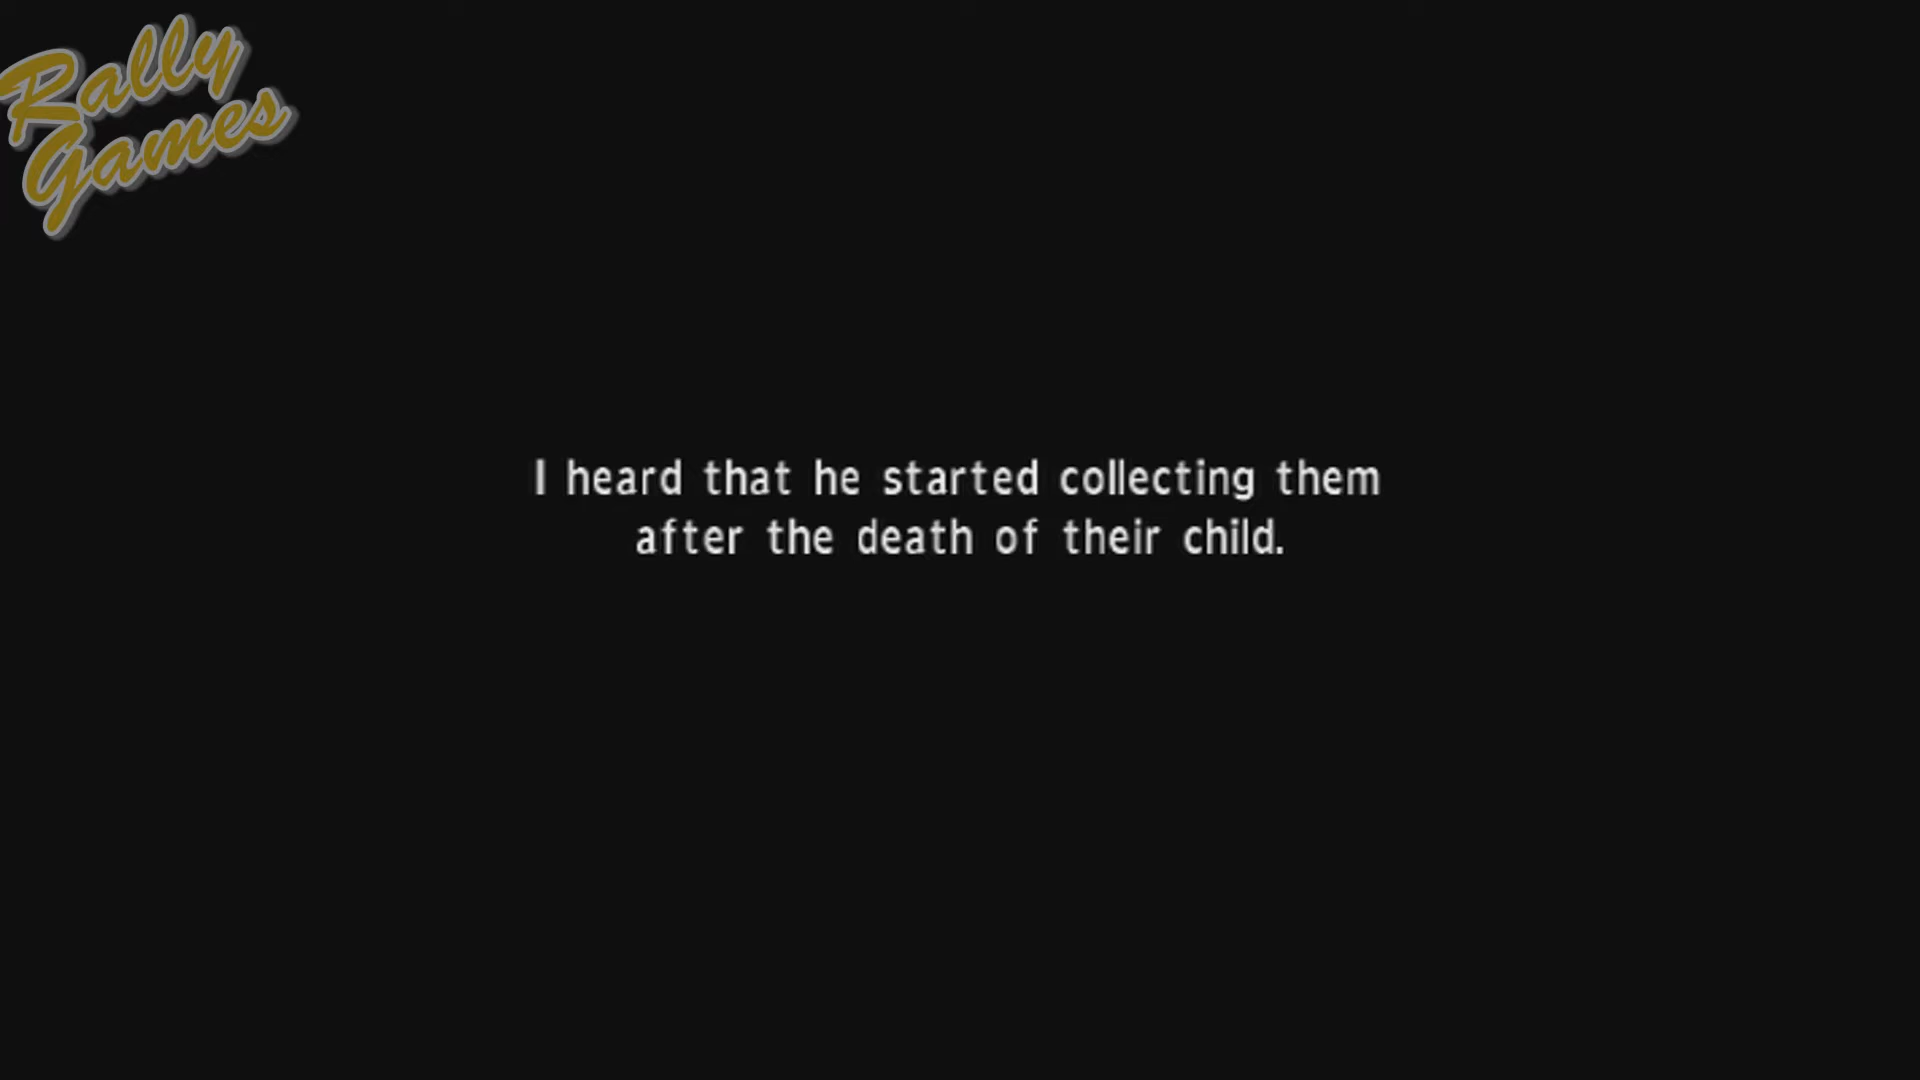 Rally
Games
I heard that he started collecting them
after the death of their child.